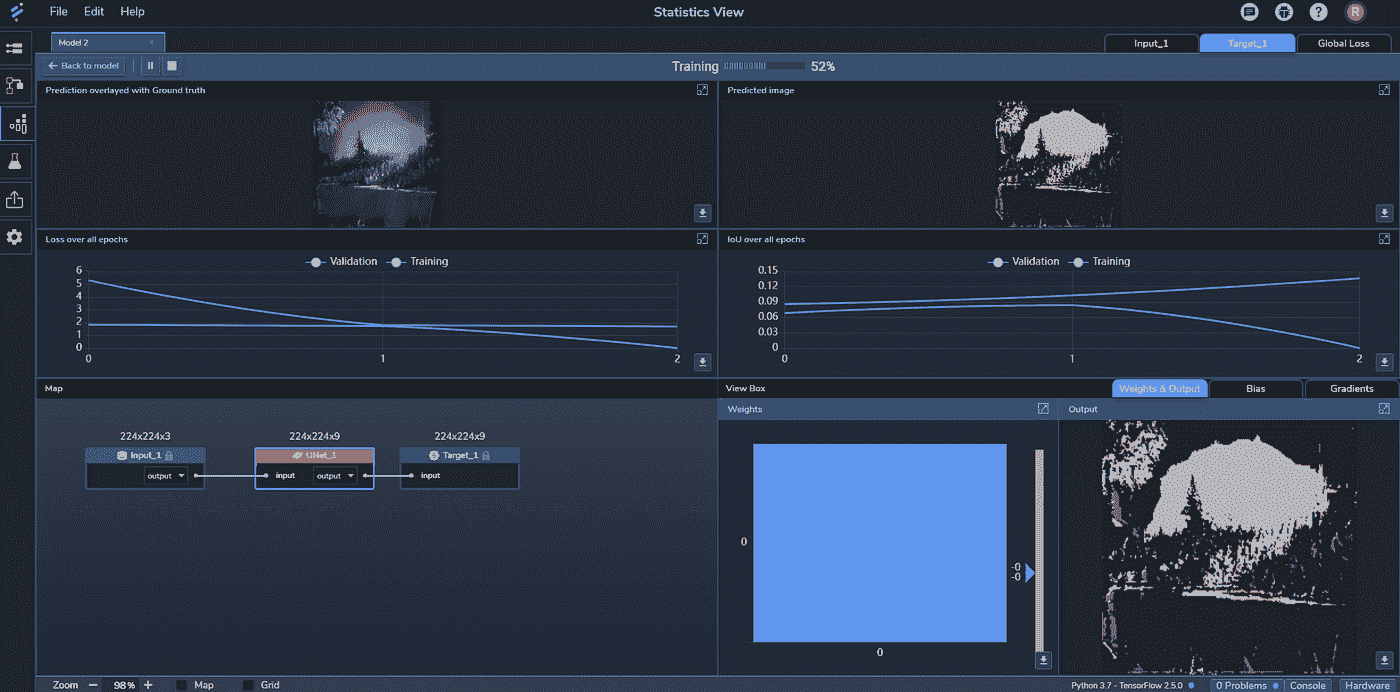 File Edit Help
Statistics View
? R
Model 2 ×
Input_1 Target_1 Global Loss
← Back to model
Training 52%
Prediction overlayed with Ground truth
Predicted image
Loss over all epochs
Validation Training
6
5
4
3
2
1
0
0 1 2
IoU over all epochs
Validation Training
0.15
0.12
0.09
0.06
0.03
0
0 1 2
Map
224x224x3 224x224x9 224x224x9
Input_1 UNet_1 Target_1
output input output input
View Box
Weights & Output Bias Gradients
Weights
0
-0
-0
0
Output
Zoom − 98% + Map Grid
Python 3.7 - TensorFlow 2.5.0 0 Problems Console Hardware